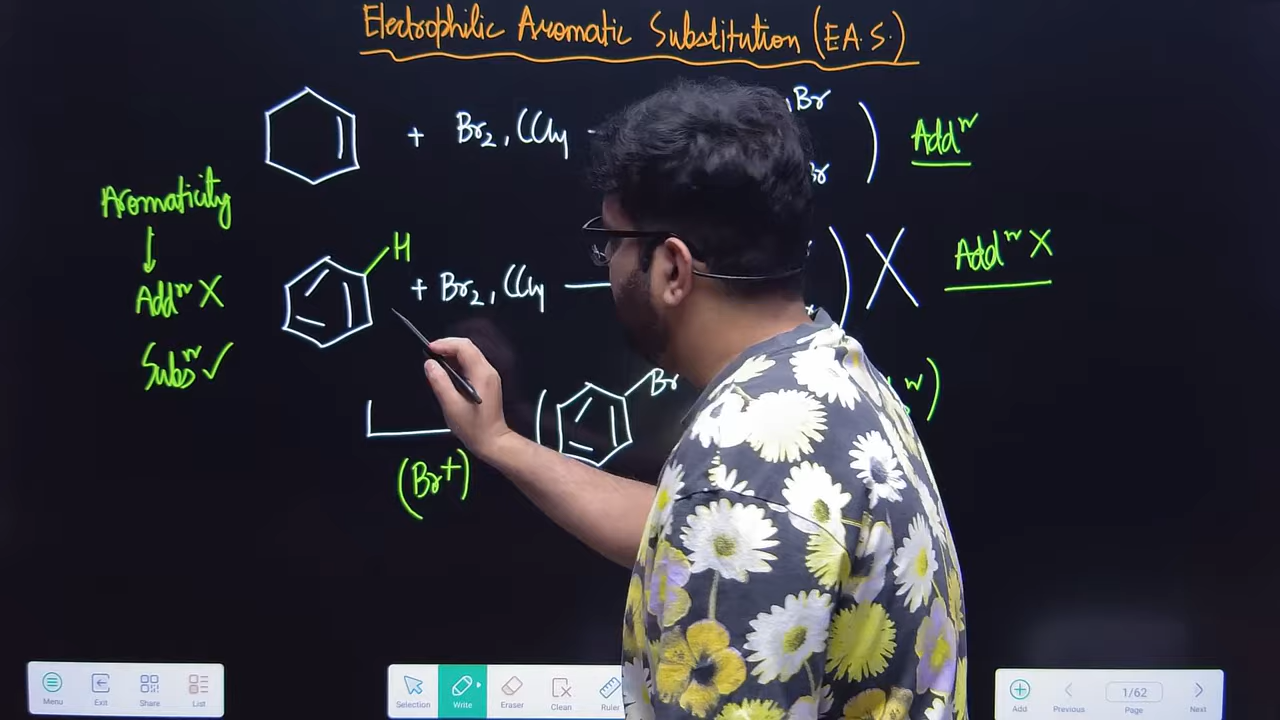 Electrophilic Aromatic Substitution (E.A.S.)
+ Br2, CCl4 Br Br ) Addn
Aromaticity
↓
Addn X
Subsn ✓
H + Br2, CCl4 ) X Addn X
( Br )
(Br+)
Menu Exit Share List
Selection Write Eraser Clean Ruler
Add Previous 1/62 Page Next